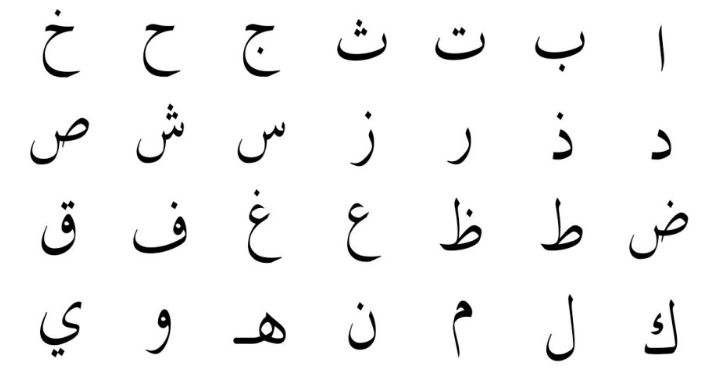 ا ب ت ث ج ح خ
د ذ ر ز س ش ص
ض ط ظ ع غ ف ق
ك ل م ن هـ و ي